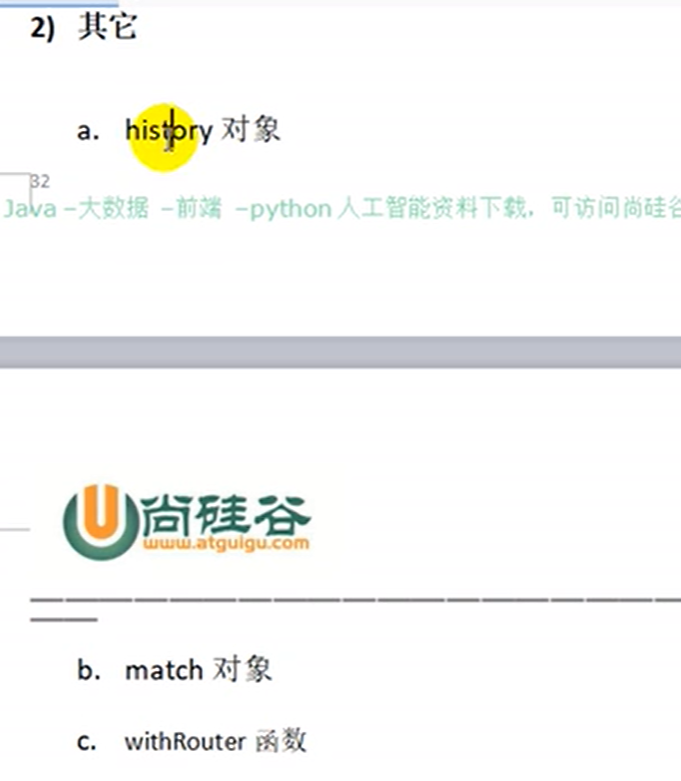 2) 其它
a. history 对象
32
Java –大数据 –前端 –python 人工智能资料下载，可访问尚硅谷
尚硅谷
www.atguigu.com
b. match 对象
c. withRouter 函数